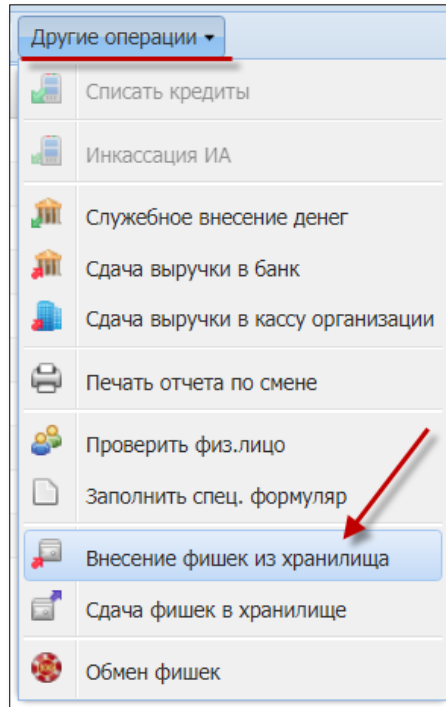 Другие операции
Списать кредиты
Инкассация ИА
Служебное внесение денег
Сдача выручки в банк
Сдача выручки в кассу организации
Печать отчета по смене
Проверить физ.лицо
Заполнить спец. формуляр
Внесение фишек из хранилища
Сдача фишек в хранилище
Обмен фишек